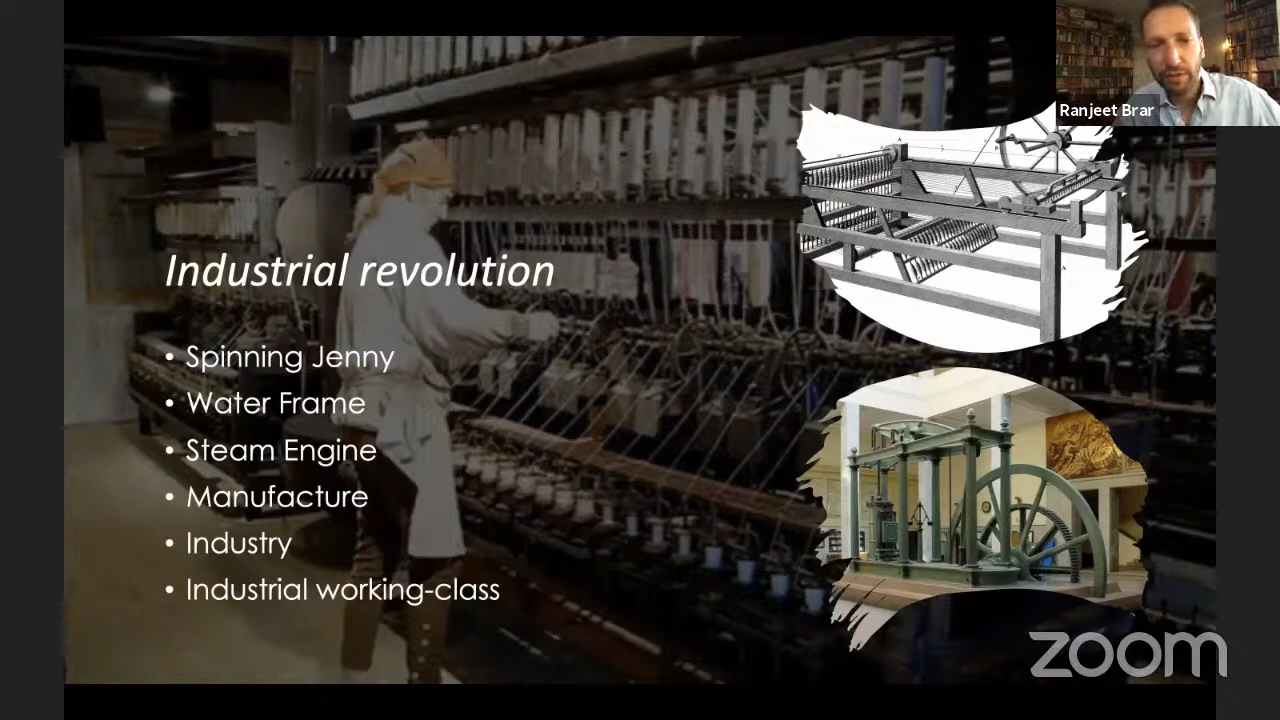 Ranjeet Brar
Industrial revolution
• Spinning Jenny
• Water Frame
• Steam Engine
• Manufacture
• Industry
• Industrial working-class
zoom